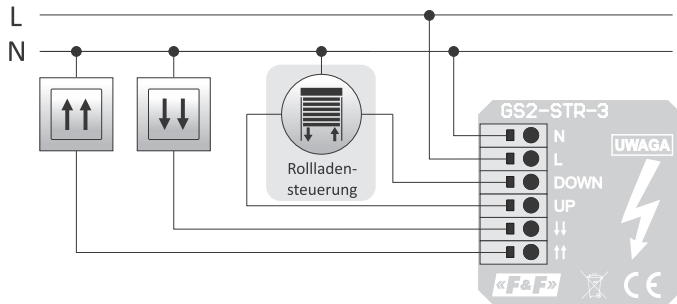 L
N
GS2-STR-3
N
L
DOWN
UP
↓↓
↑↑
UWAGA
Rollladen-
steuerung
↑↑
↓↓
«F&F»
CE